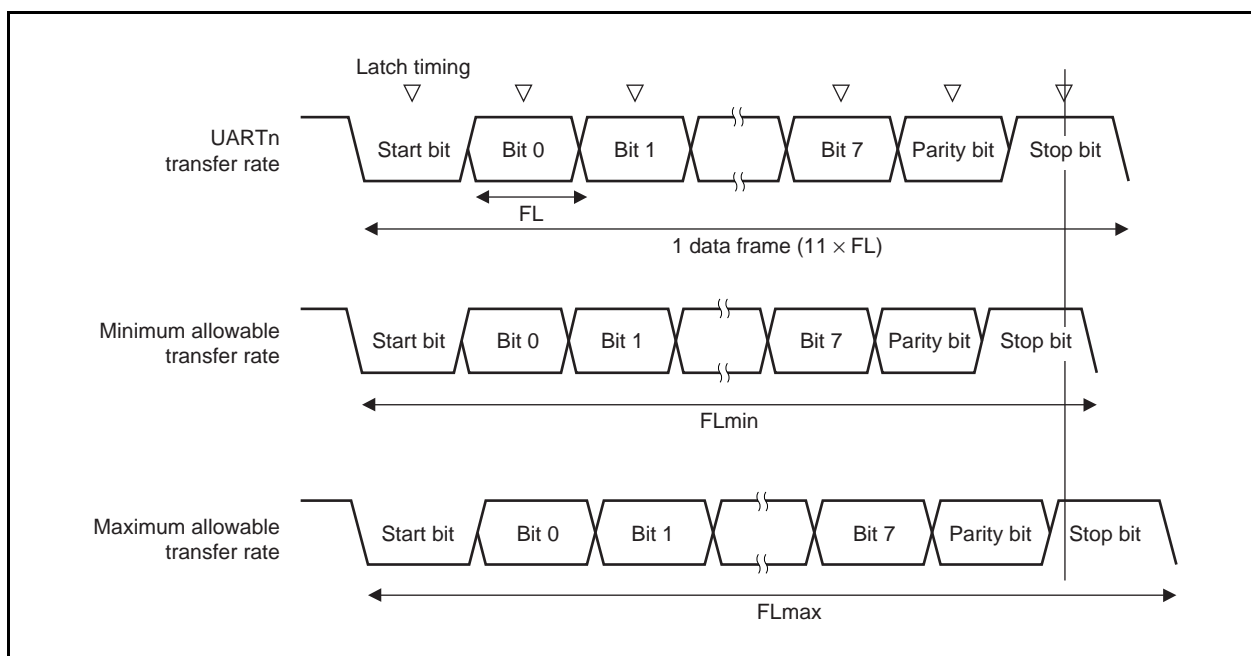 Latch timing
UARTn
transfer rate
Start bit
Bit 0
Bit 1
Bit 7
Parity bit
Stop bit
FL
1 data frame (11 × FL)
Minimum allowable
transfer rate
Start bit
Bit 0
Bit 1
Bit 7
Parity bit
Stop bit
FLmin
Maximum allowable
transfer rate
Start bit
Bit 0
Bit 1
Bit 7
Parity bit
Stop bit
FLmax